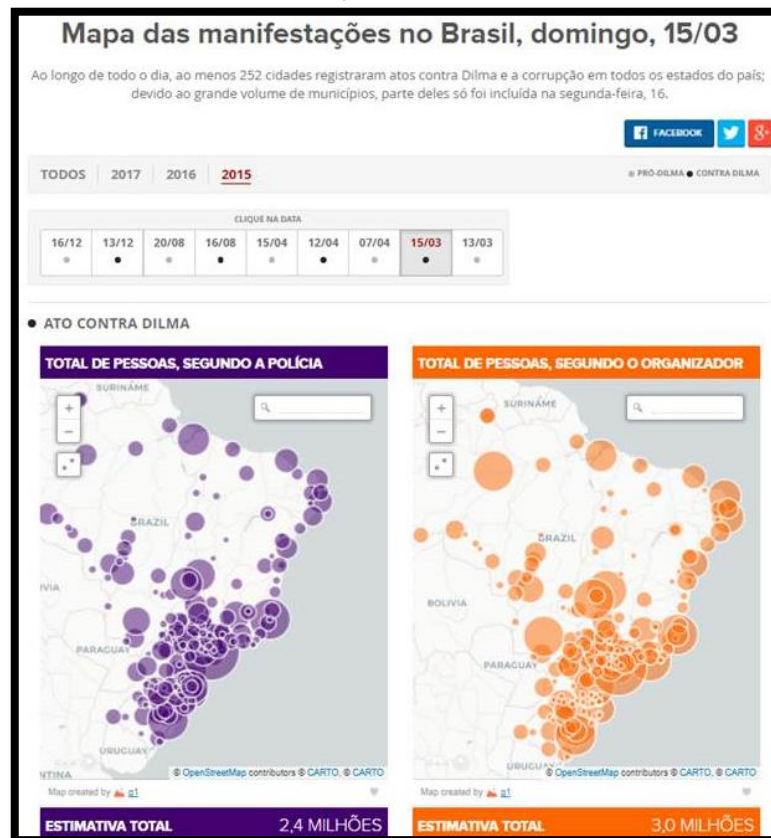 Mapa das manifestações no Brasil, domingo, 15/03
Ao longo de todo o dia, ao menos 252 cidades registraram atos contra Dilma e a corrupção em todos os estados do país;
devido ao grande volume de municípios, parte deles só foi incluída na segunda-feira, 16.
FACEBOOK
8+
TODOS 2017 2016 2015
PRÓ-DILMA CONTRA DILMA
CLIQUE NA DATA
16/12 13/12 20/08 16/08 15/04 12/04 07/04 15/03 13/03
ATO CONTRA DILMA
TOTAL DE PESSOAS, SEGUNDO A POLÍCIA
SURINAME
+
−
BRAZIL
VIA
PARAGUAY
URUGUAY
NTINA
© OpenStreetMap contributors © CARTO, © CARTO
Map created by g1
ESTIMATIVA TOTAL 2,4 MILHÕES
TOTAL DE PESSOAS, SEGUNDO O ORGANIZADOR
+
−
SURINAME
BRAZIL
BOLIVIA
PARAGUAY
URUGUAY
© OpenStreetMap contributors © CARTO, © CARTO
Map created by g1
ESTIMATIVA TOTAL 3,0 MILHÕES